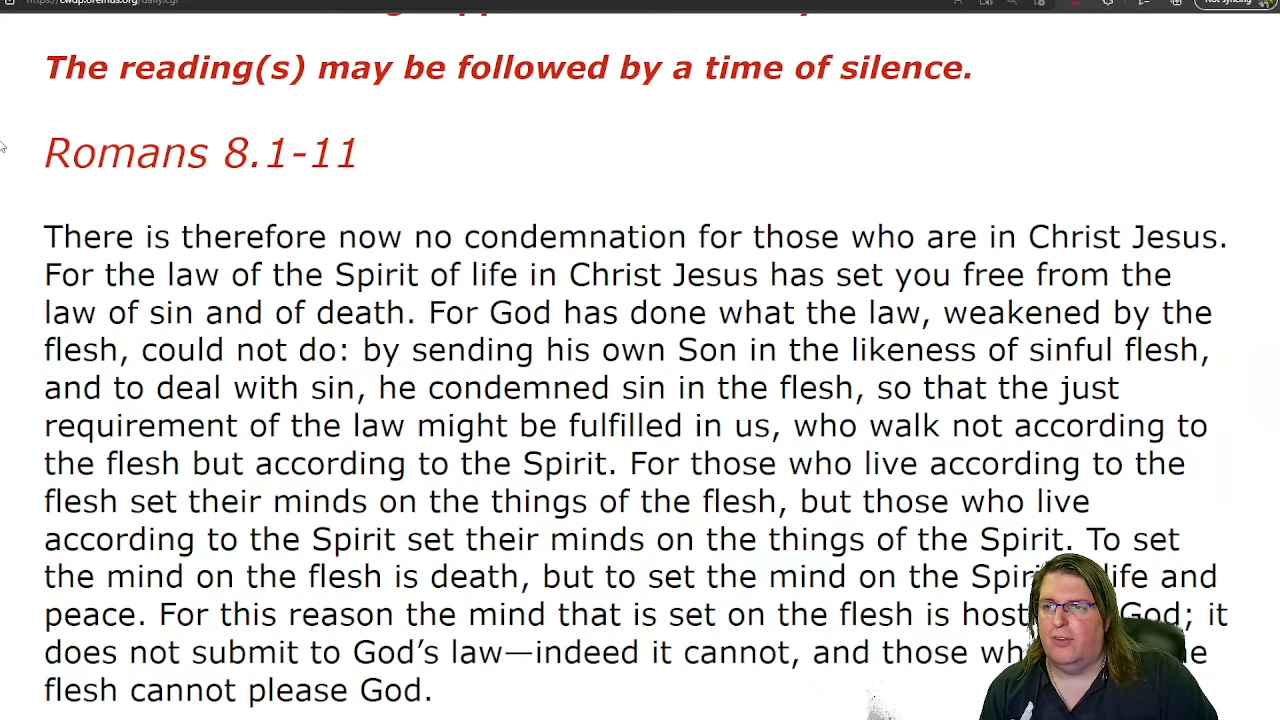 The reading(s) may be followed by a time of silence.
Romans 8.1-11
There is therefore now no condemnation for those who are in Christ Jesus.
For the law of the Spirit of life in Christ Jesus has set you free from the
law of sin and of death. For God has done what the law, weakened by the
flesh, could not do: by sending his own Son in the likeness of sinful flesh,
and to deal with sin, he condemned sin in the flesh, so that the just
requirement of the law might be fulfilled in us, who walk not according to
the flesh but according to the Spirit. For those who live according to the
flesh set their minds on the things of the flesh, but those who live
according to the Spirit set their minds on the things of the Spirit. To set
the mind on the flesh is death, but to set the mind on the life and
peace. For this reason the mind that is set on the flesh is God; it
does not submit to God's law—indeed it cannot, and those
flesh cannot please God.